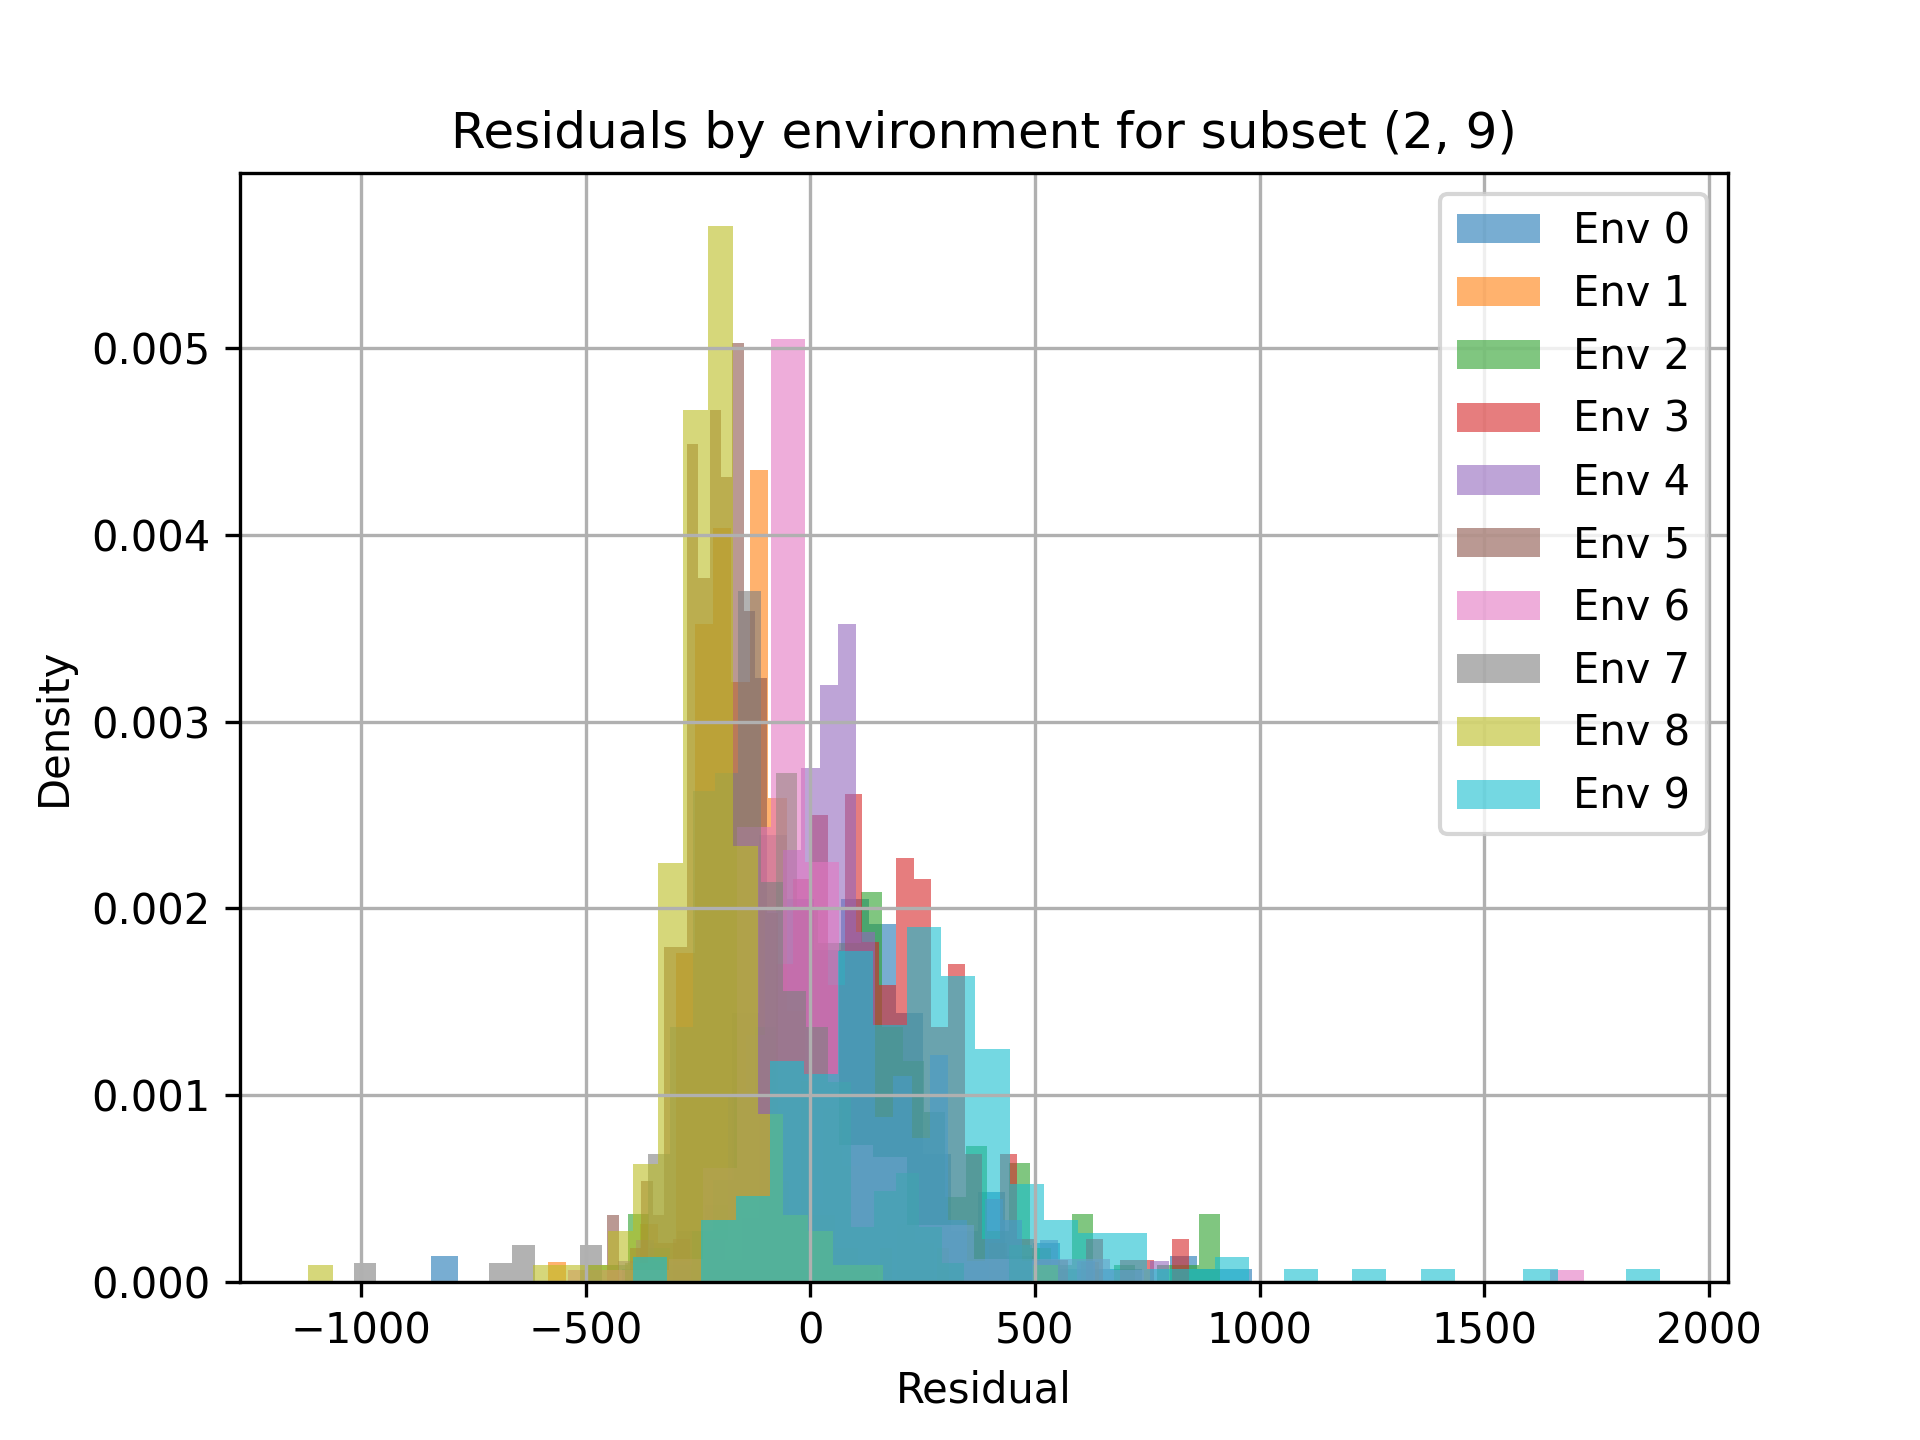 Residuals by environment for subset (2, 9)
Env 0
Env 1
Env 2
Env 3
Env 4
Env 5
Env 6
Env 7
Env 8
Env 9
Density
0.005
0.004
0.003
0.002
0.001
0.000
−1000 −500 0 500 1000 1500 2000
Residual